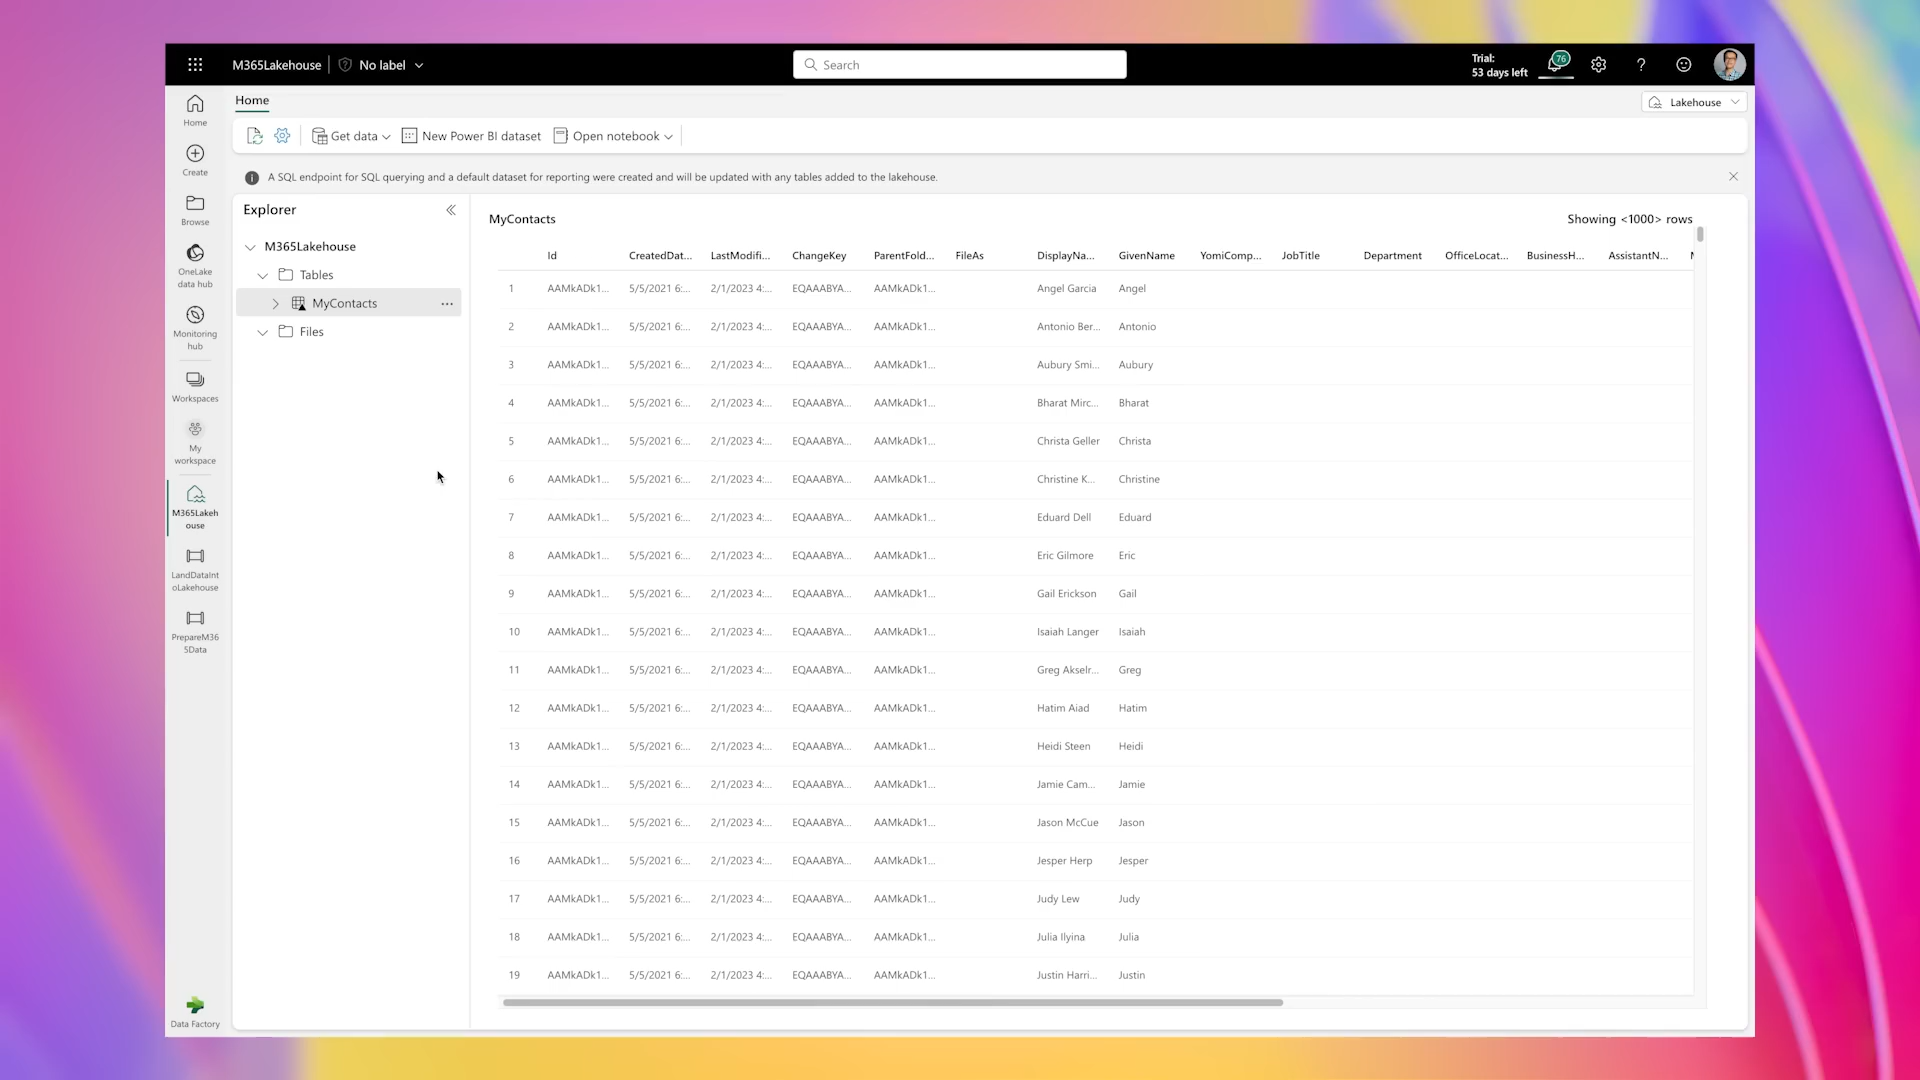 M365Lakehouse
No label
Search
Trial:
53 days left
76
?
Home
Create
Browse
OneLake
data hub
Monitoring
hub
Workspaces
My
workspace
M365Lakeh
ouse
LandDataInt
oLakehouse
PrepareM36
5Data
Data Factory
Home
Lakehouse
Get data
New Power BI dataset
Open notebook
A SQL endpoint for SQL querying and a default dataset for reporting were created and will be updated with any tables added to the lakehouse.
Explorer
M365Lakehouse
Tables
MyContacts
Files
MyContacts
Showing <1000> rows
Id CreatedDat... LastModifi... ChangeKey ParentFold... FileAs DisplayNa... GivenName YomiComp... JobTitle Department OfficeLocat... BusinessH... AssistantN...
1 AAMkADk1... 5/5/2021 6:... 2/1/2023 4:... EQAAABYA... AAMkADk1... Angel Garcia Angel
2 AAMkADk1... 5/5/2021 6:... 2/1/2023 4:... EQAAABYA... AAMkADk1... Antonio Ber... Antonio
3 AAMkADk1... 5/5/2021 6:... 2/1/2023 4:... EQAAABYA... AAMkADk1... Aubury Smi... Aubury
4 AAMkADk1... 5/5/2021 6:... 2/1/2023 4:... EQAAABYA... AAMkADk1... Bharat Mirc... Bharat
5 AAMkADk1... 5/5/2021 6:... 2/1/2023 4:... EQAAABYA... AAMkADk1... Christa Geller Christa
6 AAMkADk1... 5/5/2021 6:... 2/1/2023 4:... EQAAABYA... AAMkADk1... Christine K... Christine
7 AAMkADk1... 5/5/2021 6:... 2/1/2023 4:... EQAAABYA... AAMkADk1... Eduard Dell Eduard
8 AAMkADk1... 5/5/2021 6:... 2/1/2023 4:... EQAAABYA... AAMkADk1... Eric Gilmore Eric
9 AAMkADk1... 5/5/2021 6:... 2/1/2023 4:... EQAAABYA... AAMkADk1... Gail Erickson Gail
10 AAMkADk1... 5/5/2021 6:... 2/1/2023 4:... EQAAABYA... AAMkADk1... Isaiah Langer Isaiah
11 AAMkADk1... 5/5/2021 6:... 2/1/2023 4:... EQAAABYA... AAMkADk1... Greg Akselr... Greg
12 AAMkADk1... 5/5/2021 6:... 2/1/2023 4:... EQAAABYA... AAMkADk1... Hatim Aiad Hatim
13 AAMkADk1... 5/5/2021 6:... 2/1/2023 4:... EQAAABYA... AAMkADk1... Heidi Steen Heidi
14 AAMkADk1... 5/5/2021 6:... 2/1/2023 4:... EQAAABYA... AAMkADk1... Jamie Cam... Jamie
15 AAMkADk1... 5/5/2021 6:... 2/1/2023 4:... EQAAABYA... AAMkADk1... Jason McCue Jason
16 AAMkADk1... 5/5/2021 6:... 2/1/2023 4:... EQAAABYA... AAMkADk1... Jesper Herp Jesper
17 AAMkADk1... 5/5/2021 6:... 2/1/2023 4:... EQAAABYA... AAMkADk1... Judy Lew Judy
18 AAMkADk1... 5/5/2021 6:... 2/1/2023 4:... EQAAABYA... AAMkADk1... Julia Ilyina Julia
19 AAMkADk1... 5/5/2021 6:... 2/1/2023 4:... EQAAABYA... AAMkADk1... Justin Harri... Justin